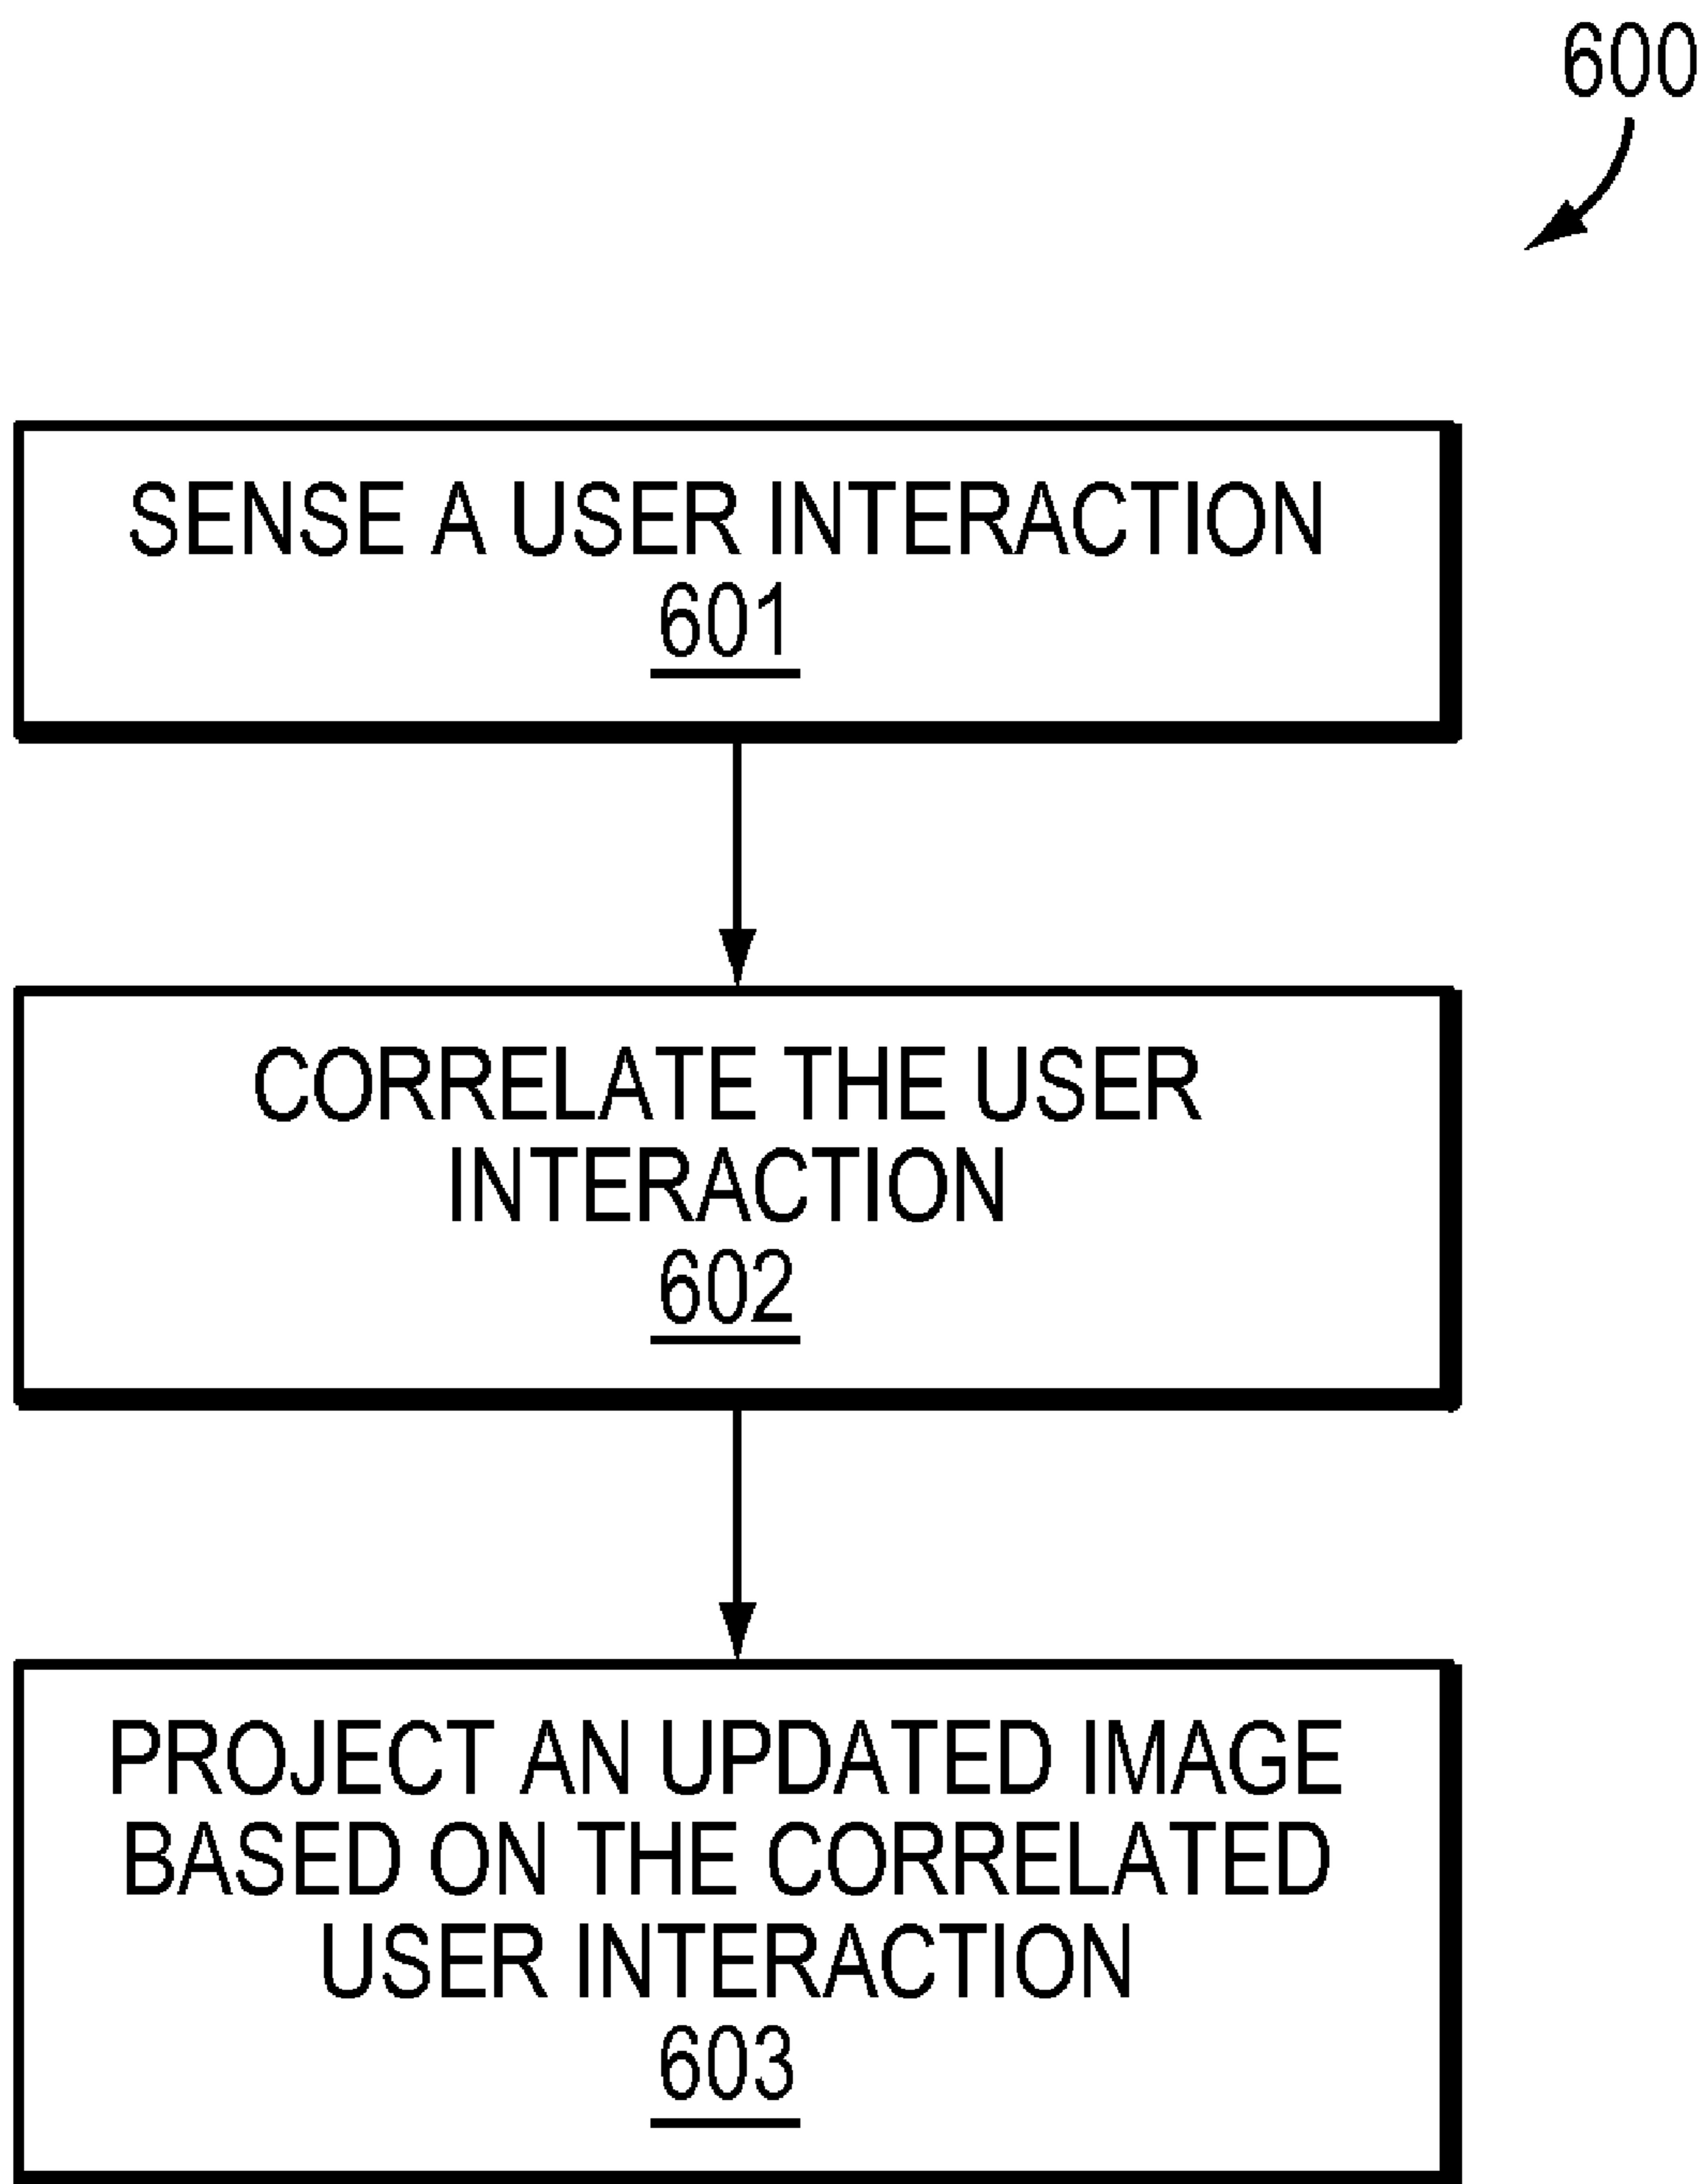 600
SENSE A USER INTERACTION
601
CORRELATE THE USER
INTERACTION
602
PROJECT AN UPDATED IMAGE
BASED ON THE CORRELATED
USER INTERACTION
603